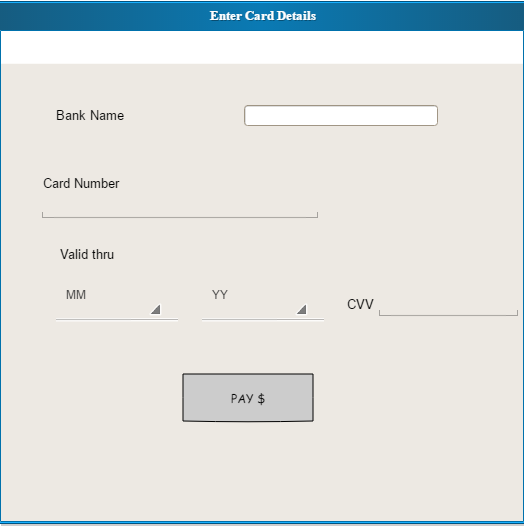 Enter Card Details
Bank Name
Card Number
Valid thru
MM YY CVV
PAY $